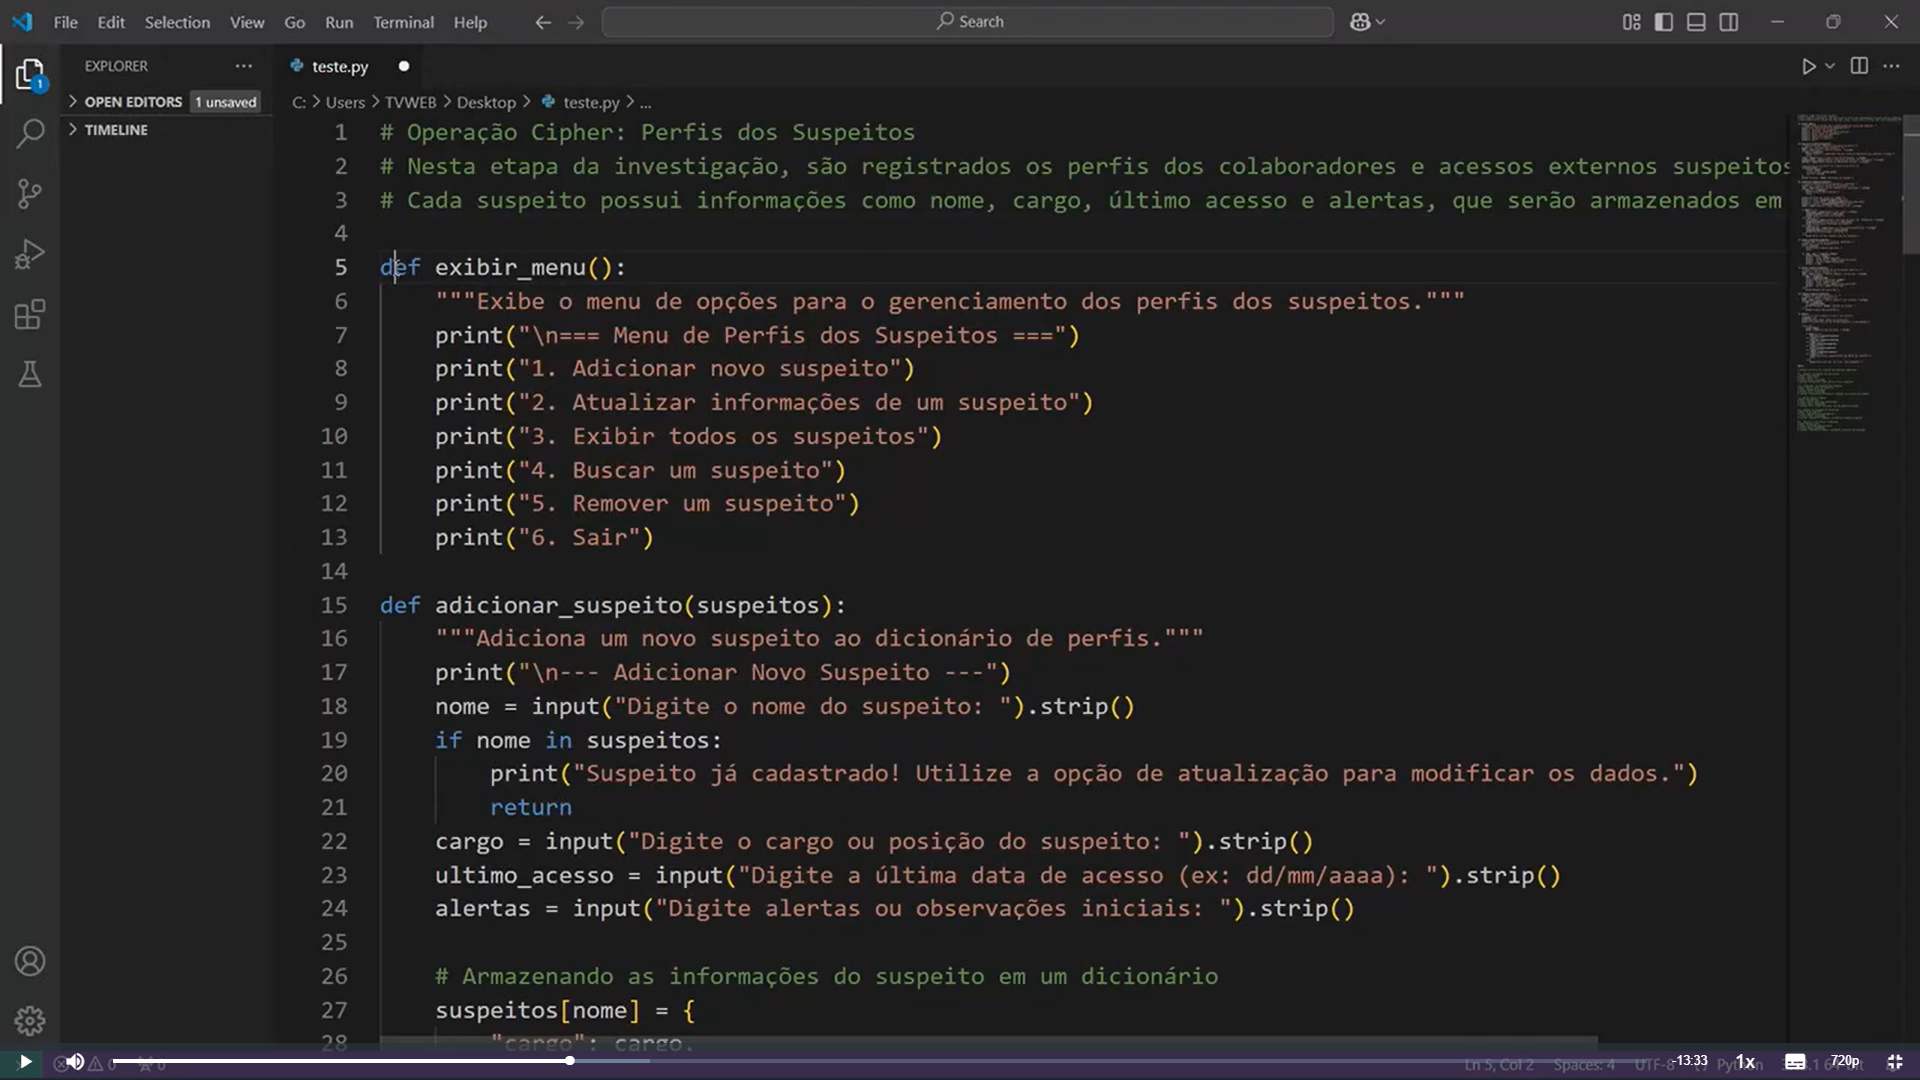 File Edit Selection View Go Run Terminal Help
Search
EXPLORER
OPEN EDITORS 1 unsaved
TIMELINE
1
teste.py
C: > Users > TVWEB > Desktop > teste.py > ...
1 # Operação Cipher: Perfis dos Suspeitos
2 # Nesta etapa da investigação, são registrados os perfis dos colaboradores e acessos externos suspeitos
3 # Cada suspeito possui informações como nome, cargo, último acesso e alertas, que serão armazenados em
4
5 def exibir_menu():
6 """Exibe o menu de opções para o gerenciamento dos perfis dos suspeitos."""
7 print("\n=== Menu de Perfis dos Suspeitos ===")
8 print("1. Adicionar novo suspeito")
9 print("2. Atualizar informações de um suspeito")
10 print("3. Exibir todos os suspeitos")
11 print("4. Buscar um suspeito")
12 print("5. Remover um suspeito")
13 print("6. Sair")
14
15 def adicionar_suspeito(suspeitos):
16 """Adiciona um novo suspeito ao dicionário de perfis."""
17 print("\n--- Adicionar Novo Suspeito ---")
18 nome = input("Digite o nome do suspeito: ").strip()
19 if nome in suspeitos:
20 print("Suspeito já cadastrado! Utilize a opção de atualização para modificar os dados.")
21 return
22 cargo = input("Digite o cargo ou posição do suspeito: ").strip()
23 ultimo_acesso = input("Digite a última data de acesso (ex: dd/mm/aaaa): ").strip()
24 alertas = input("Digite alertas ou observações iniciais: ").strip()
25
26 # Armazenando as informações do suspeito em um dicionário
27 suspeitos[nome] = {
28 "cargo": cargo,
Ln 5, Col 2 Spaces: 4 UTF-8 Python
-13:33 1x 720p